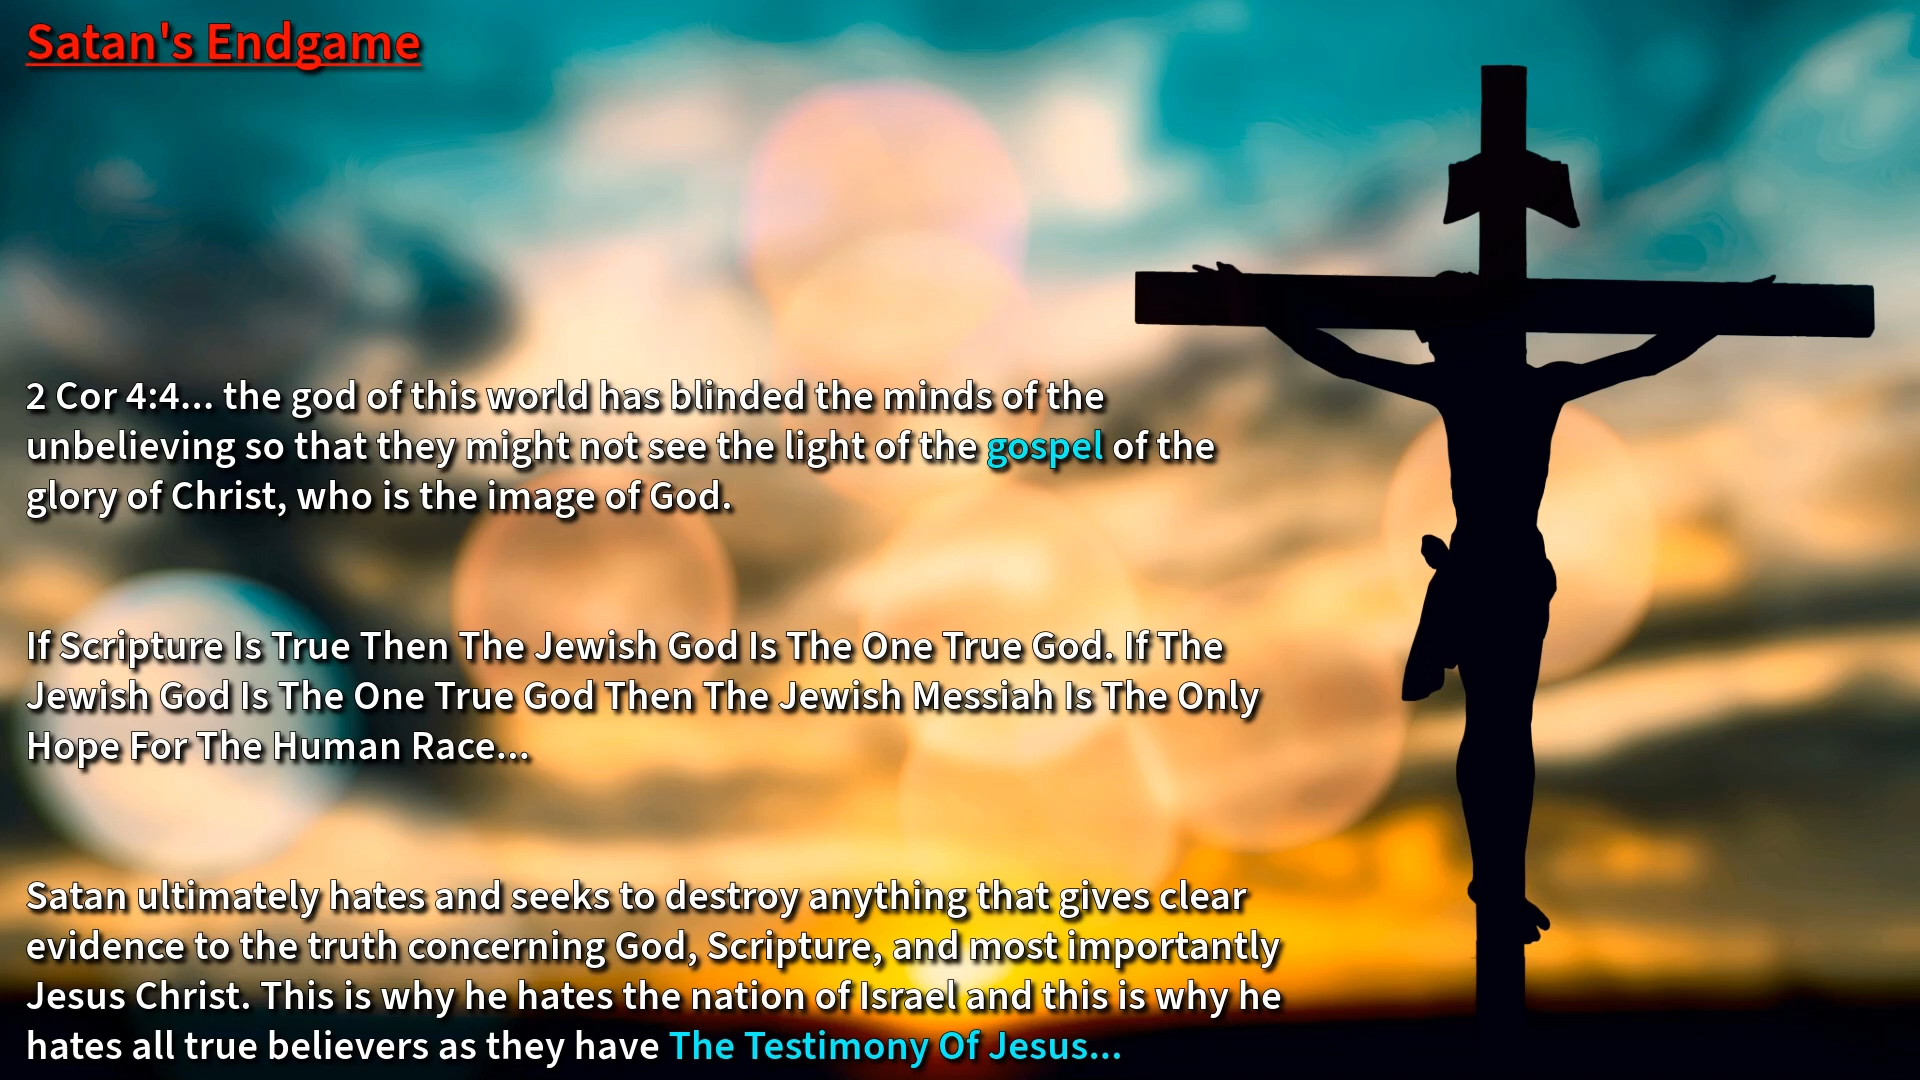 Satan's Endgame
2 Cor 4:4... the god of this world has blinded the minds of the
unbelieving so that they might not see the light of the gospel of the
glory of Christ, who is the image of God.
If Scripture Is True Then The Jewish God Is The One True God. If The
Jewish God Is The One True God Then The Jewish Messiah Is The Only
Hope For The Human Race...
Satan ultimately hates and seeks to destroy anything that gives clear
evidence to the truth concerning God, Scripture, and most importantly
Jesus Christ. This is why he hates the nation of Israel and this is why he
hates all true believers as they have The Testimony Of Jesus...